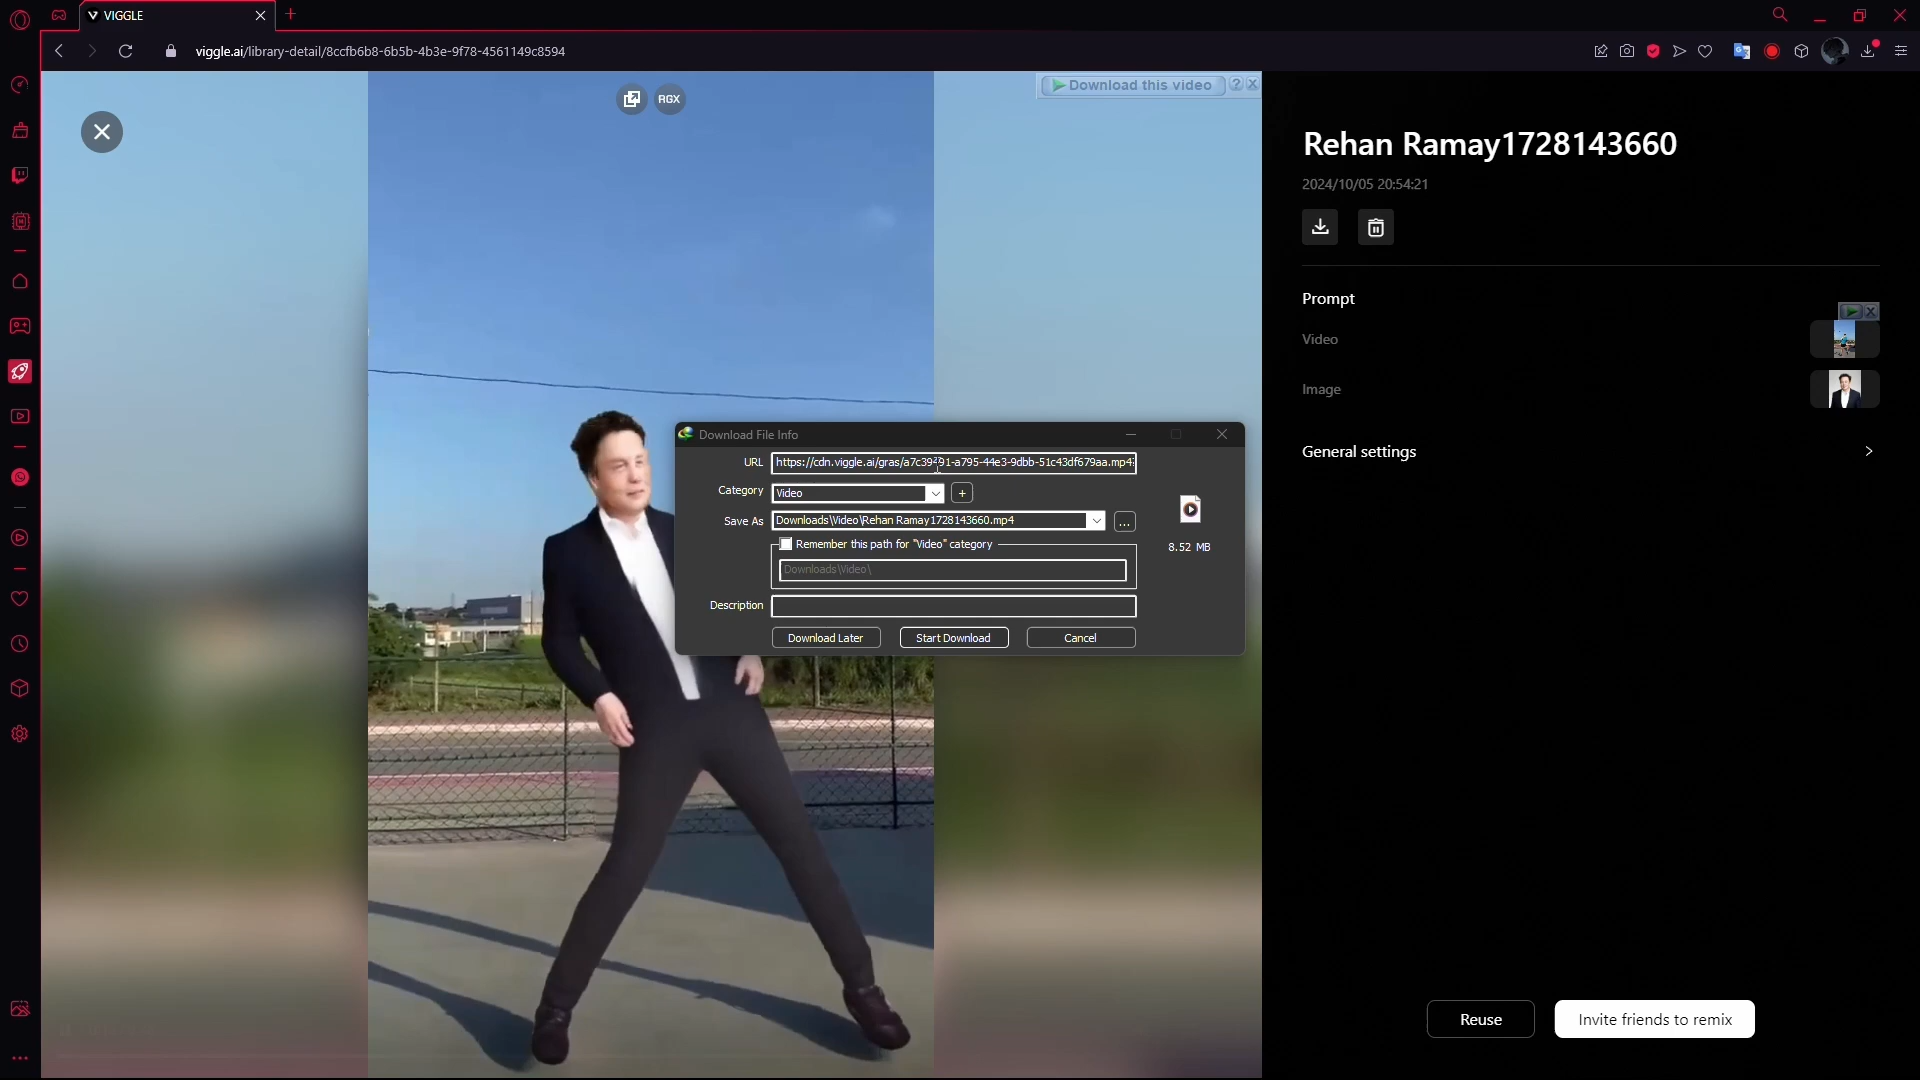 VIGGLE
viggle.ai/library-detail/8ccfb6b8-6b5b-4b3e-9f78-4561149c8594
RGX
Download this video
?
Rehan Ramay1728143660
2024/10/05 20:54:21
Prompt
Video
Image
General settings
Download File Info
URL
Category
Video
Save As
Downloads\Video\Rehan Ramay1728143660.mp4
...
Remember this path for "Video" category
Downloads\Video\
8.52 MB
Description
Download Later
Start Download
Cancel
Reuse
Invite friends to remix